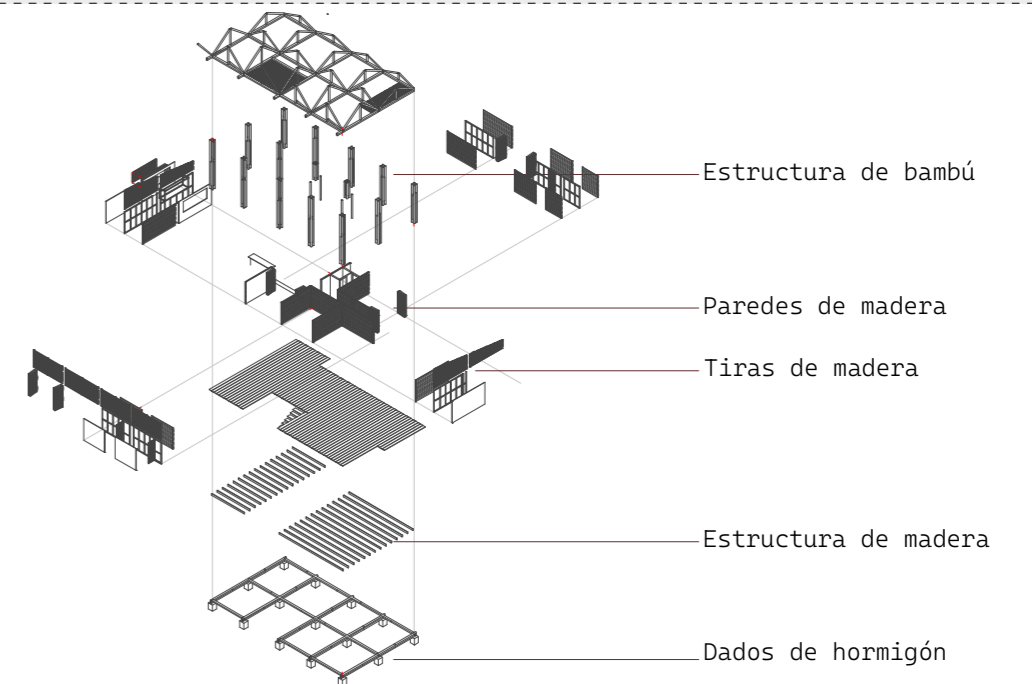 Estructura de bambú
Paredes de madera
Tiras de madera
Estructura de madera
Dados de hormigón